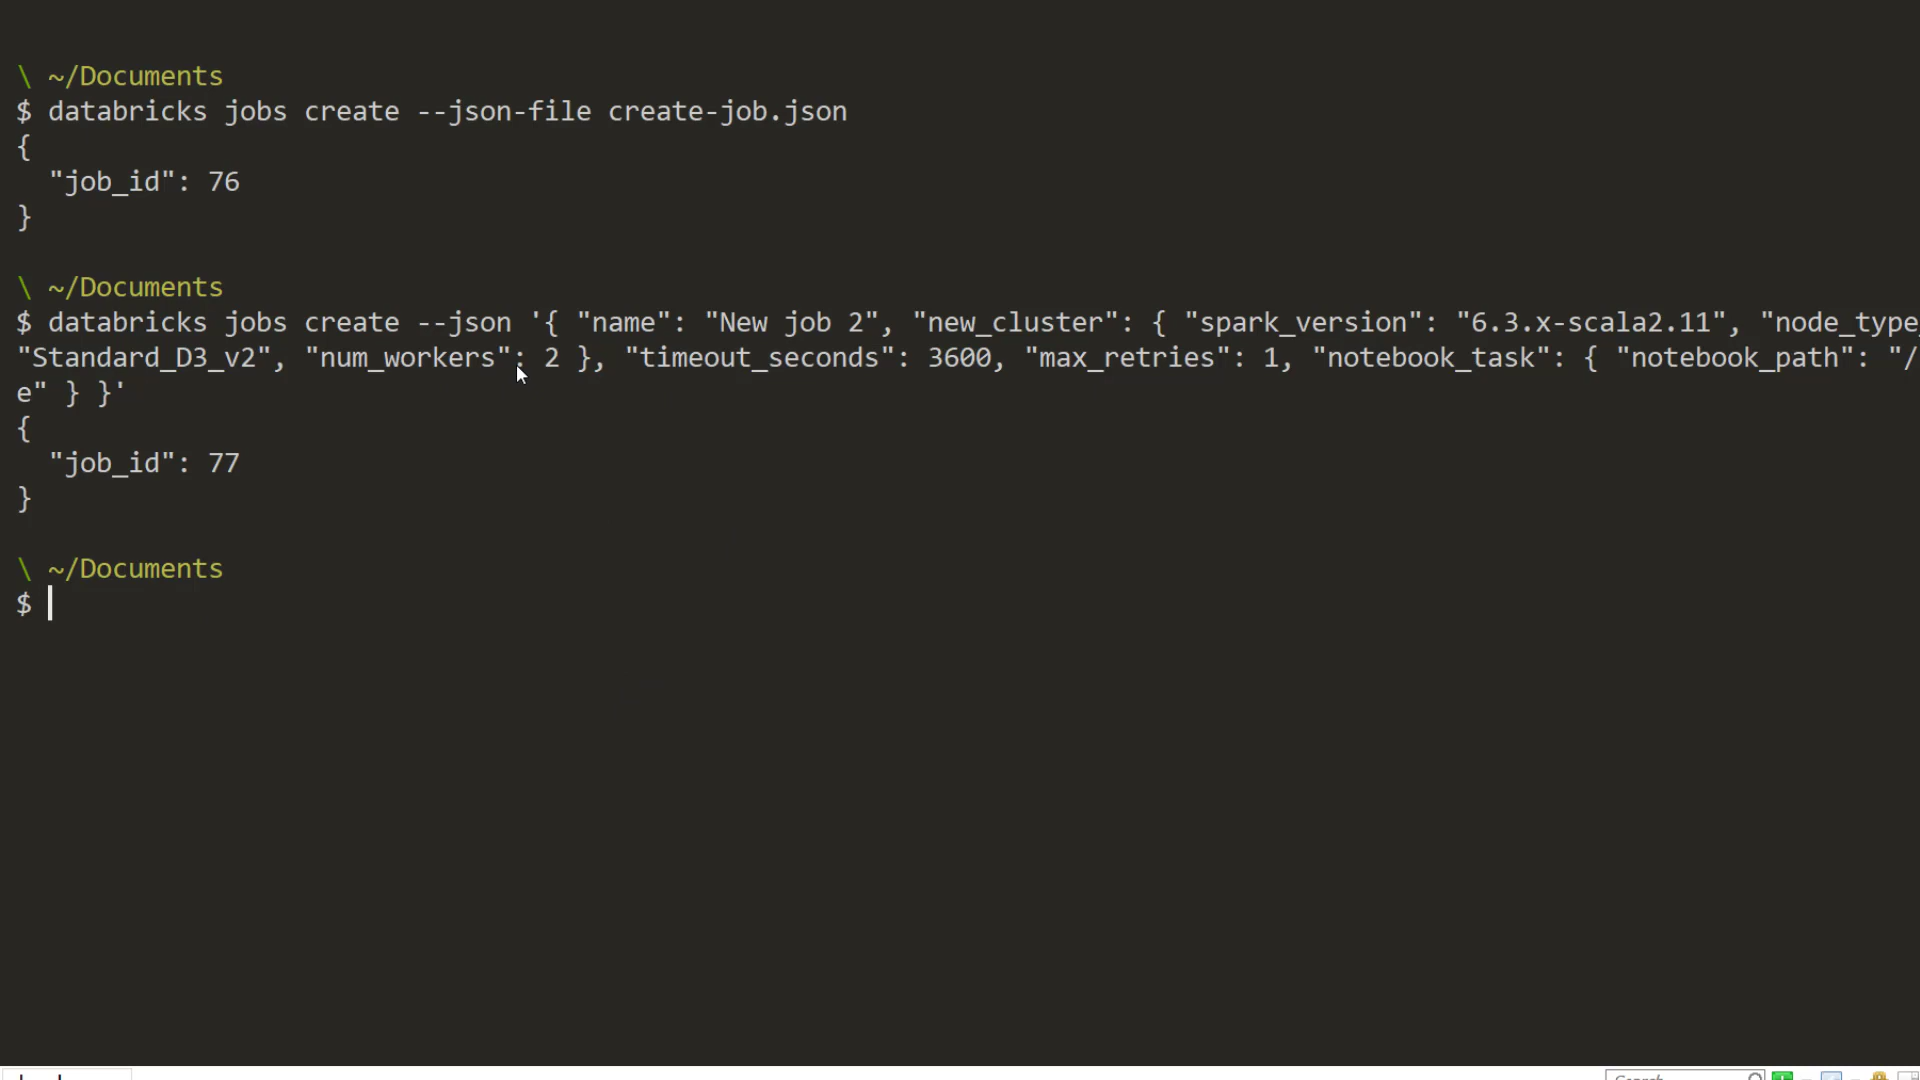 \ ~/Documents
$ databricks jobs create --json-file create-job.json
{
  "job_id": 76
}
\ ~/Documents
$ databricks jobs create --json '{ "name": "New job 2", "new_cluster": { "spark_version": "6.3.x-scala2.11", "node_type_
"Standard_D3_v2", "num_workers": 2 }, "timeout_seconds": 3600, "max_retries": 1, "notebook_task": { "notebook_path": "/
e" } }'
{
  "job_id": 77
}
\ ~/Documents
$